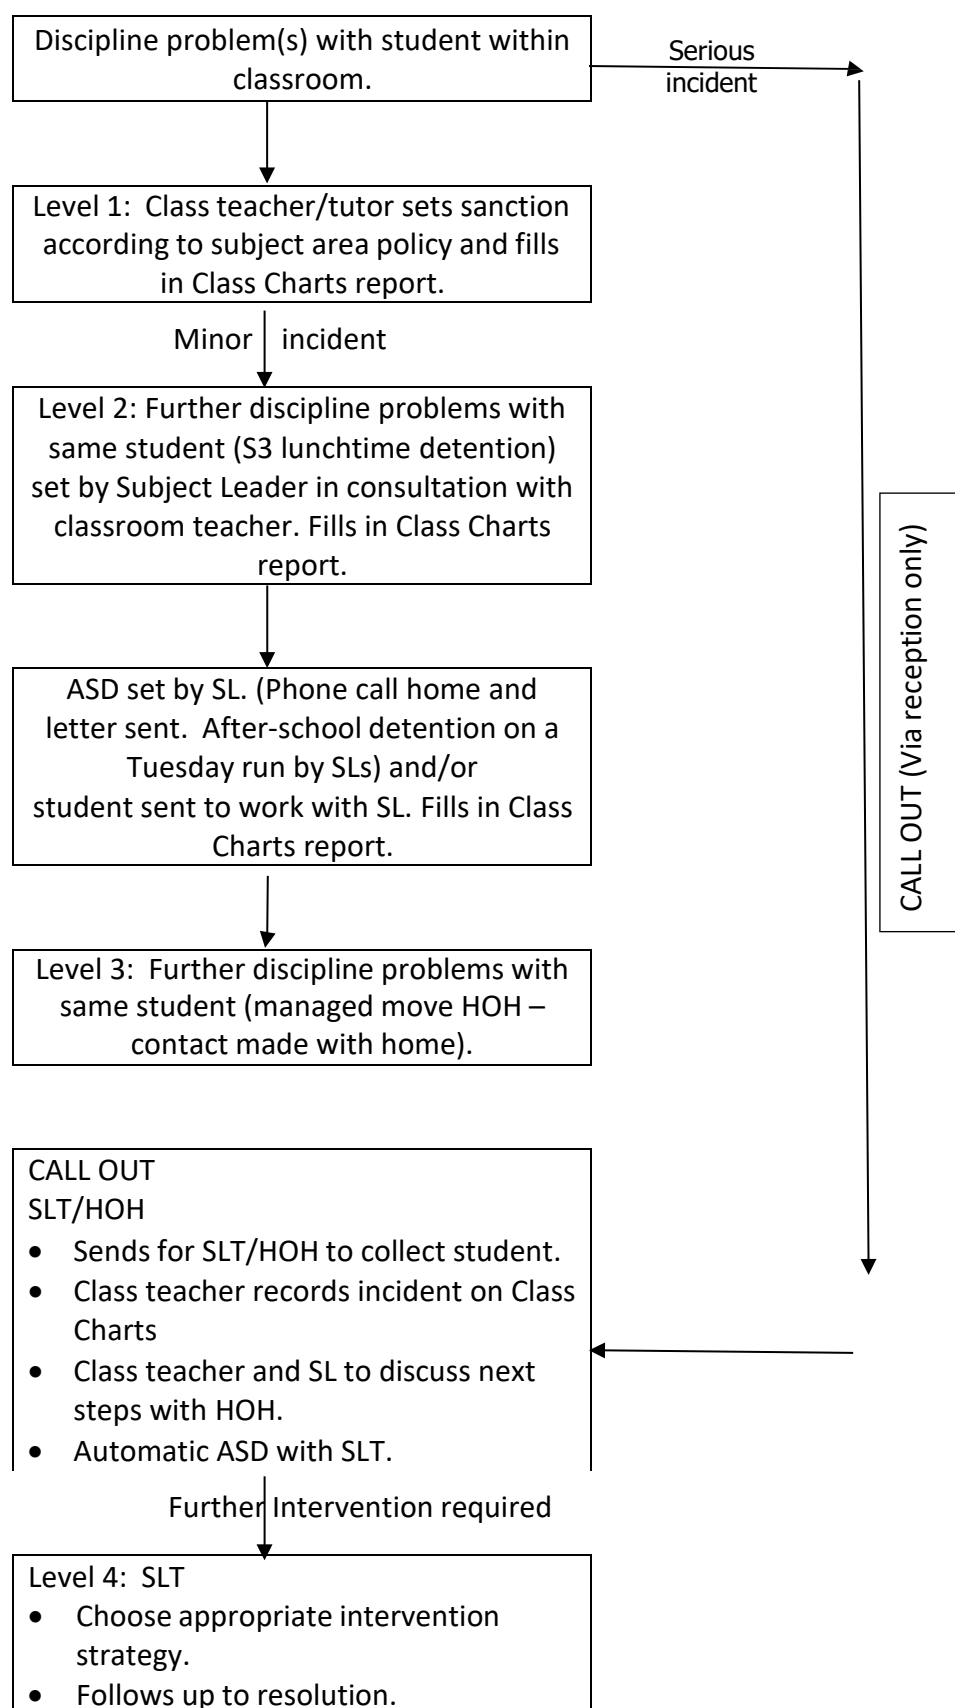 Discipline problem(s) with student within
classroom.
Serious
incident
Level 1:  Class teacher/tutor sets sanction
according to subject area policy and fills
in Class Charts report.
Minor incident
Level 2: Further discipline problems with
same student (S3 lunchtime detention)
set by Subject Leader in consultation with
classroom teacher. Fills in Class Charts
report.
ASD set by SL. (Phone call home and
letter sent.  After-school detention on a
Tuesday run by SLs) and/or
student sent to work with SL. Fills in Class
Charts report.
Level 3:  Further discipline problems with
same student (managed move HOH –
contact made with home).
CALL OUT (Via reception only)
CALL OUT
SLT/HOH
• Sends for SLT/HOH to collect student.
• Class teacher records incident on Class
Charts
• Class teacher and SL to discuss next
steps with HOH.
• Automatic ASD with SLT.
Further Intervention required
Level 4:  SLT
• Choose appropriate intervention
strategy.
• Follows up to resolution.